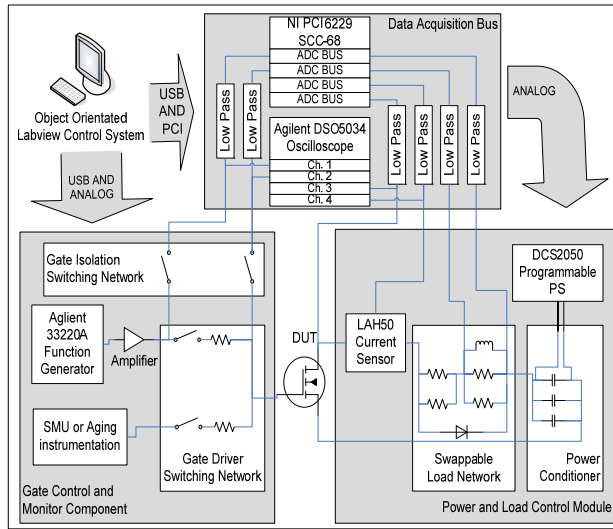 NI PCI6229
SCC-68
ADC BUS
ADC BUS
ADC BUS
ADC BUS
Data Acquisition Bus
Low Pass
Low Pass
Low Pass
Low Pass
Low Pass
Low Pass
Agilent DSO5034
Oscilloscope
Ch. 1
Ch. 2
Ch. 3
Ch. 4
Object Orientated
Labview Control System
USB
AND
PCI
ANALOG
USB AND
ANALOG
Gate Isolation
Switching Network
Aglient
33220A
Function
Generator
Amplifier
SMU or Aging
instrumentation
Gate Driver
Switching Network
Gate Control and
Monitor Component
DUT
LAH50
Current
Sensor
DCS2050
Programmable
PS
Swappable
Load Network
Power
Conditioner
Power and Load Control Module